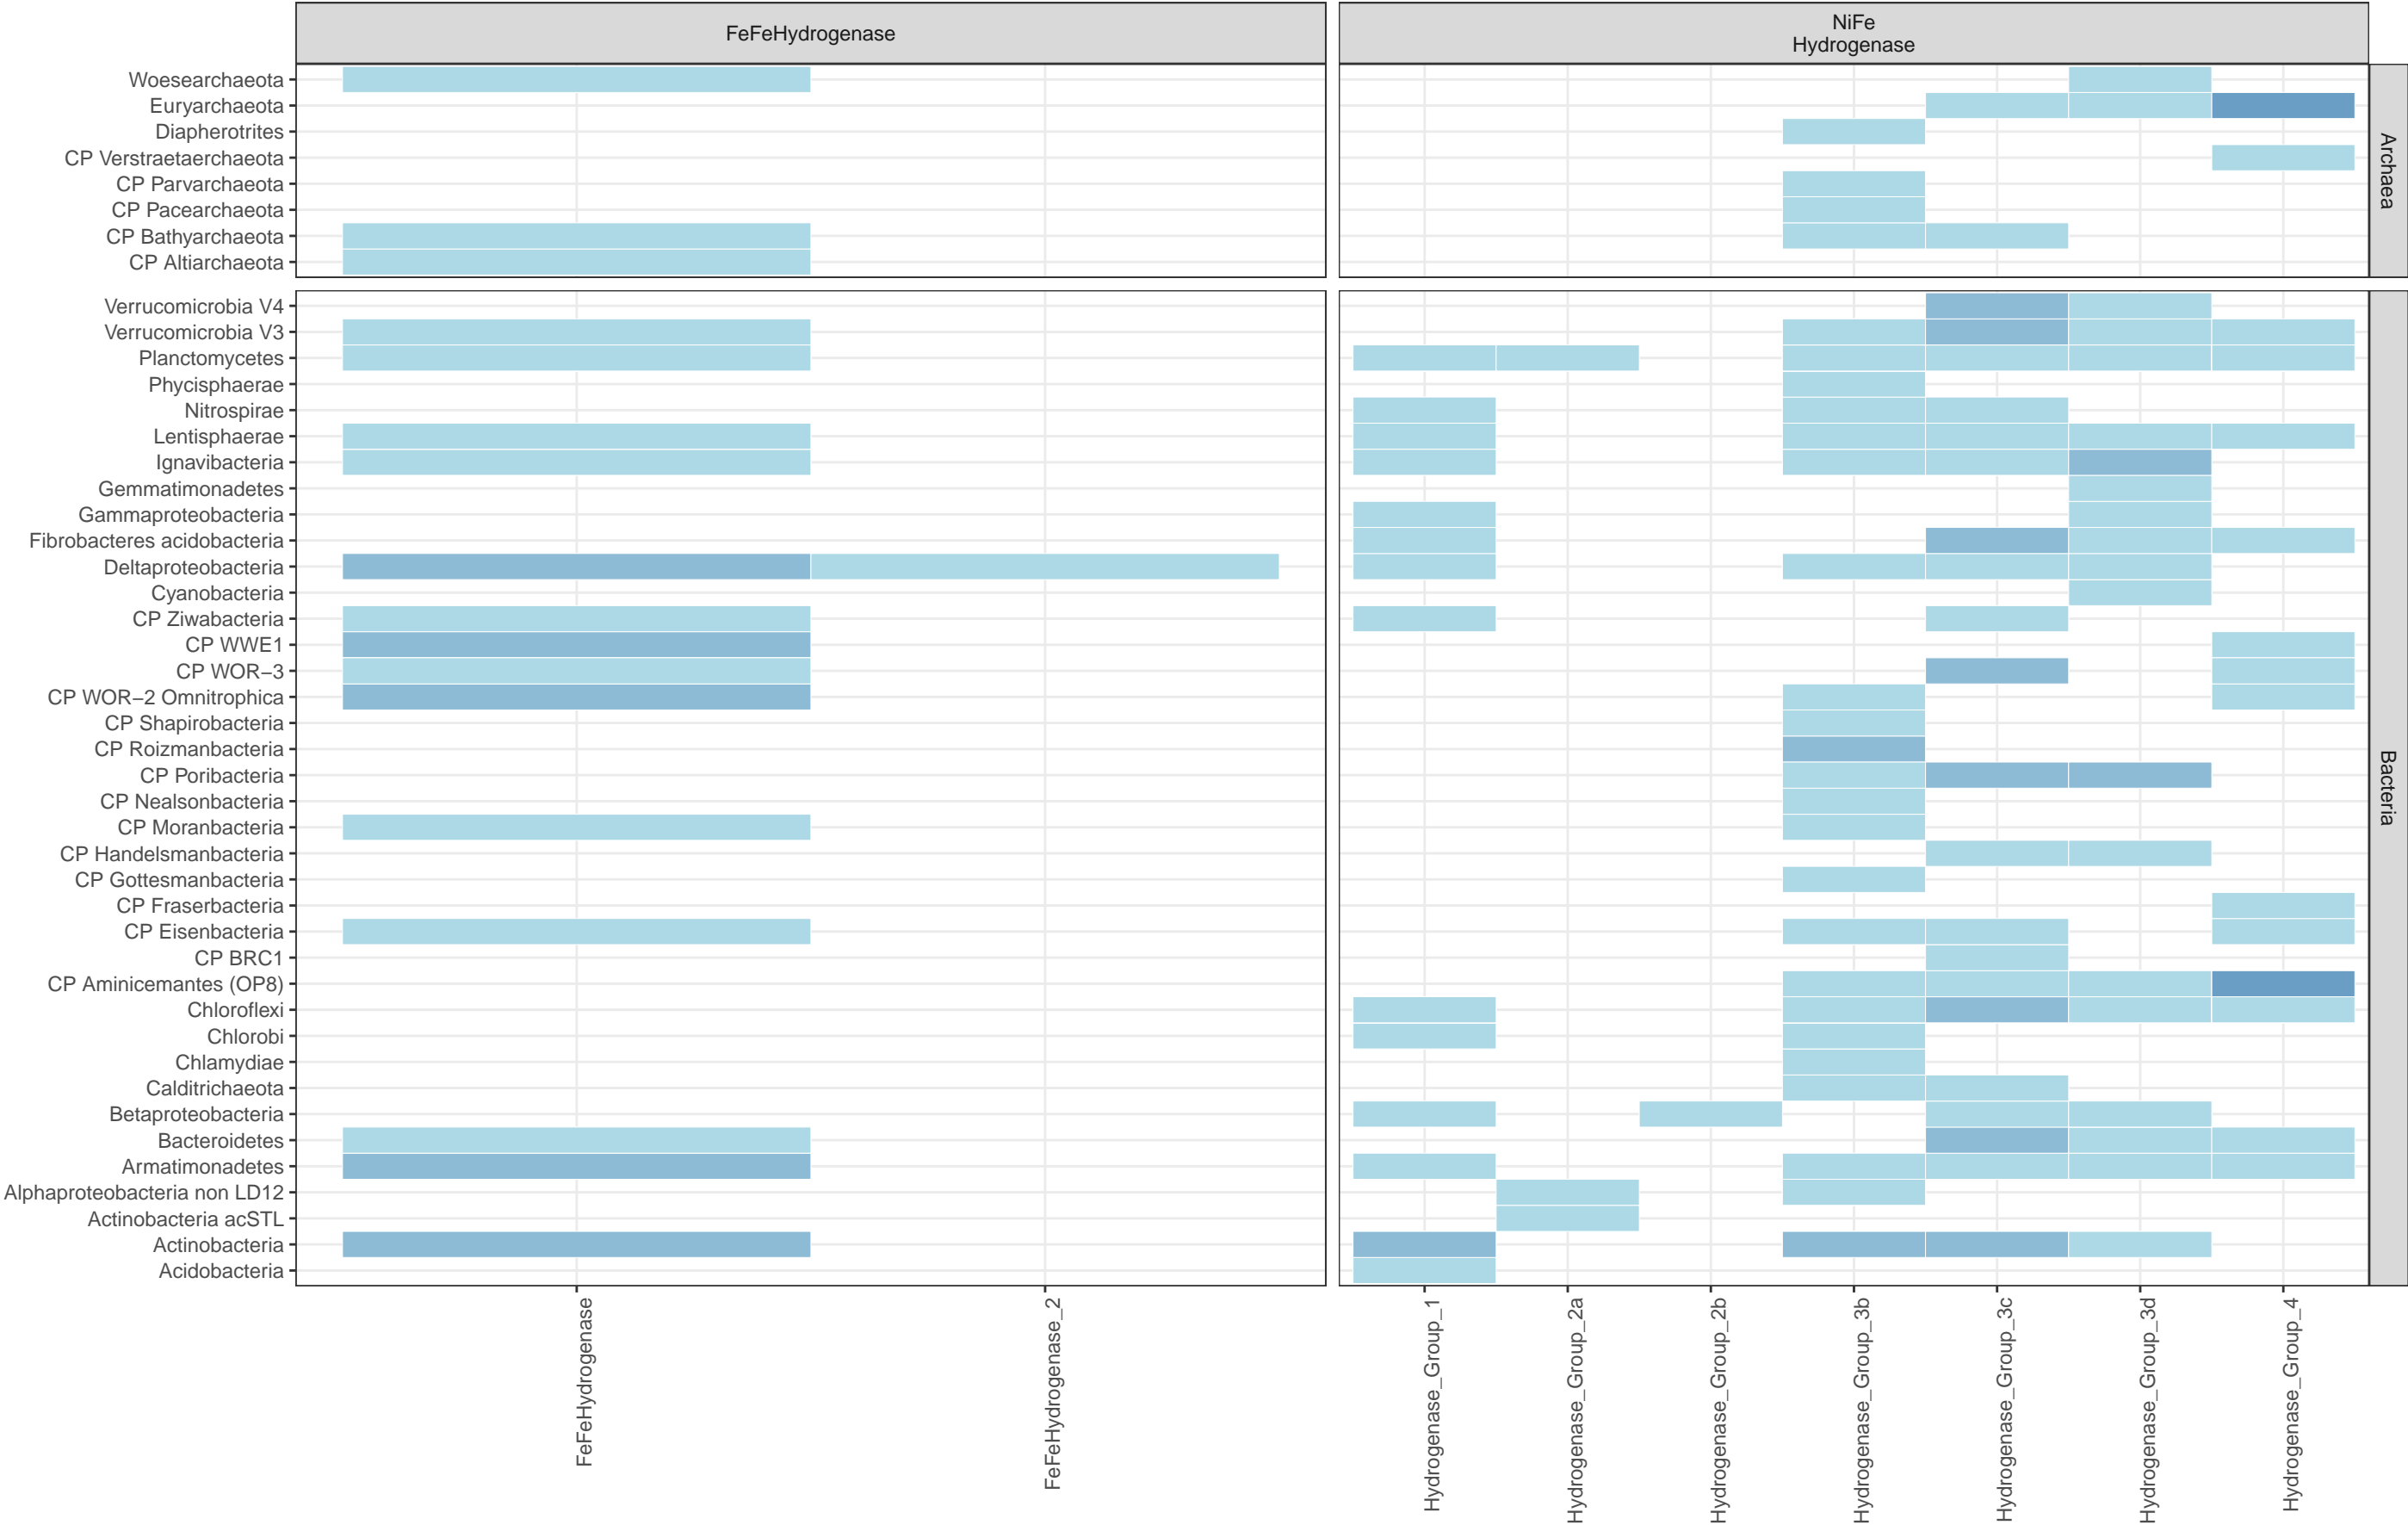 FeFeHydrogenase
NiFe
Hydrogenase
Woesearchaeota
Euryarchaeota
Diapherotrites
CP Verstraetaerchaeota
CP Parvarchaeota
CP Pacearchaeota
CP Bathyarchaeota
CP Altiarchaeota
Archaea
Verrucomicrobia V4
Verrucomicrobia V3
Planctomycetes
Phycisphaerae
Nitrospirae
Lentisphaerae
Ignavibacteria
Gemmatimonadetes
Gammaproteobacteria
Fibrobacteres acidobacteria
Deltaproteobacteria
Cyanobacteria
CP Ziwabacteria
CP WWE1
CP WOR−3
CP WOR−2 Omnitrophica
CP Shapirobacteria
CP Roizmanbacteria
CP Poribacteria
CP Nealsonbacteria
CP Moranbacteria
CP Handelsmanbacteria
CP Gottesmanbacteria
CP Fraserbacteria
CP Eisenbacteria
CP BRC1
CP Aminicemantes (OP8)
Chloroflexi
Chlorobi
Chlamydiae
Calditrichaeota
Betaproteobacteria
Bacteroidetes
Armatimonadetes
Alphaproteobacteria non LD12
Actinobacteria acSTL
Actinobacteria
Acidobacteria
Bacteria
FeFeHydrogenase
FeFeHydrogenase_2
Hydrogenase_Group_1
Hydrogenase_Group_2a
Hydrogenase_Group_2b
Hydrogenase_Group_3b
Hydrogenase_Group_3c
Hydrogenase_Group_3d
Hydrogenase_Group_4